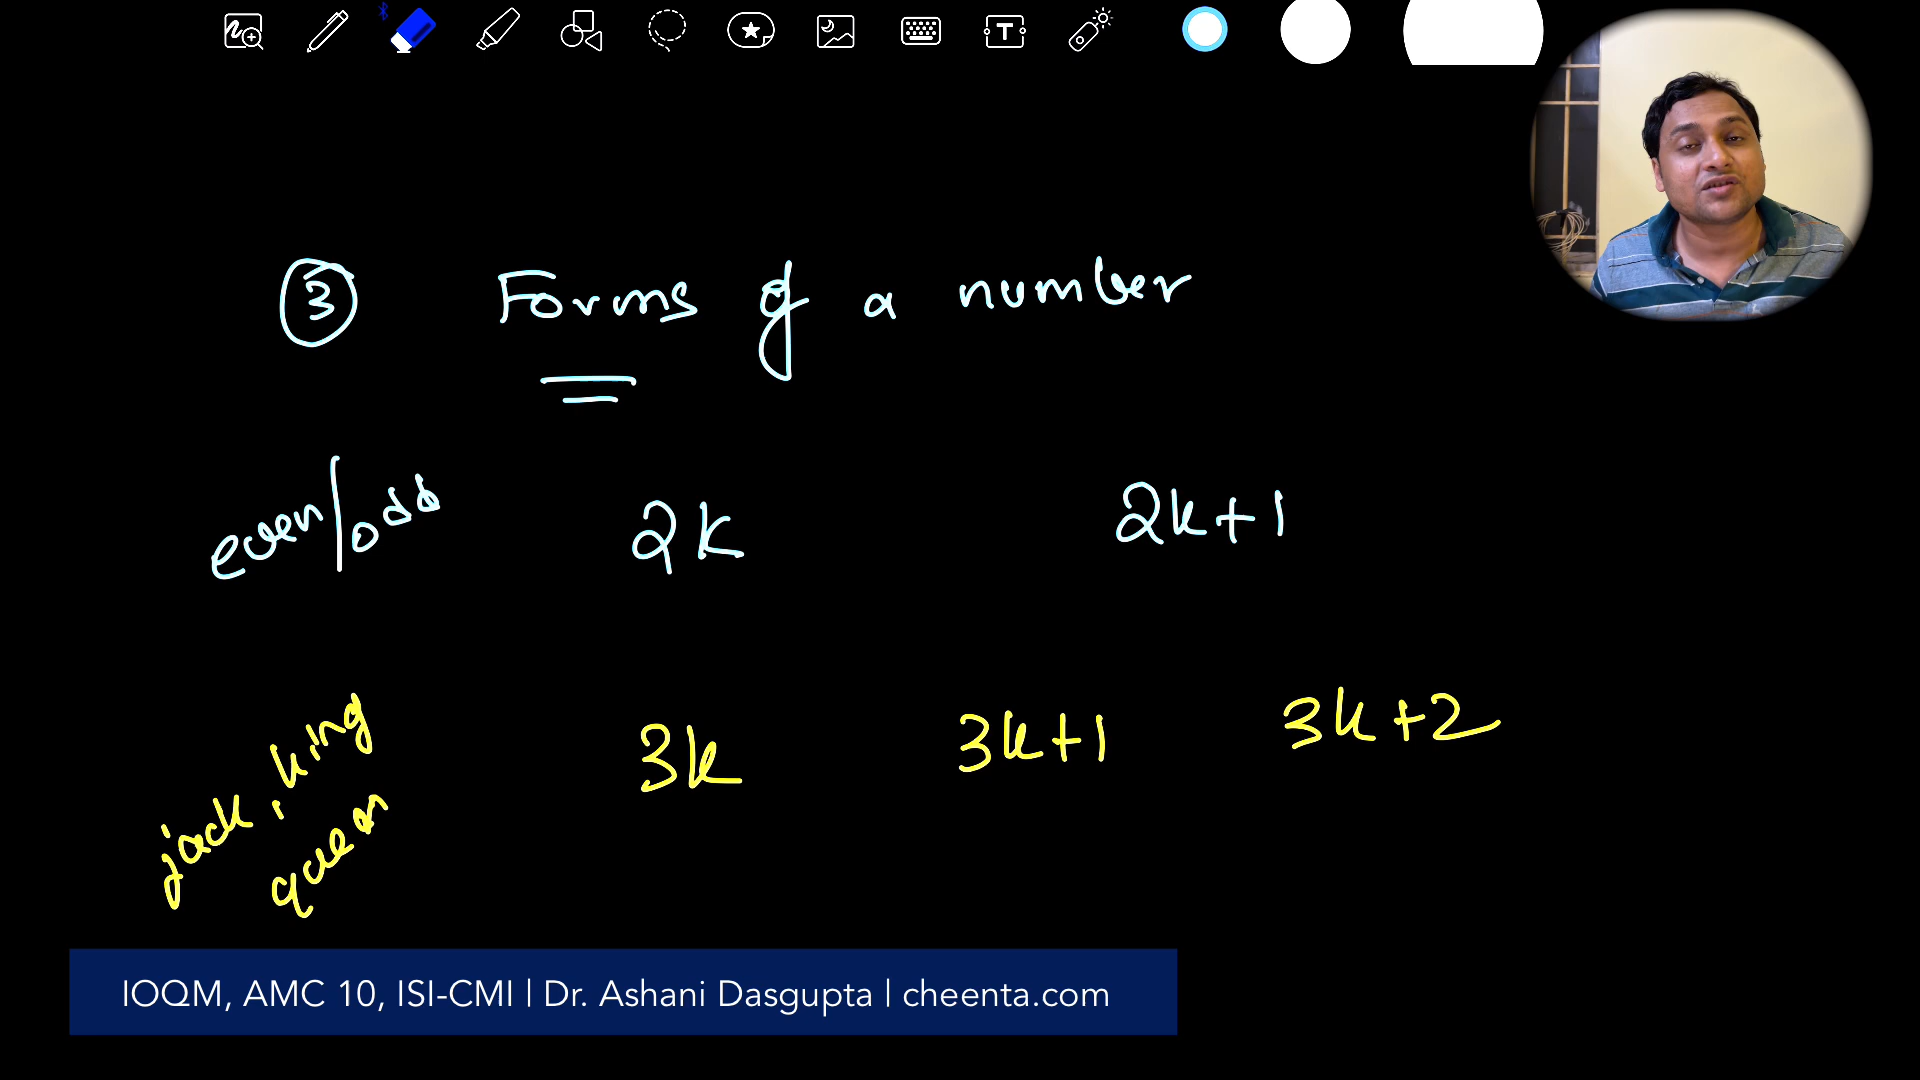 ③ Forms of a number
even/odd 2k 2k+1
jack, king queen 3k 3k+1 3k+2
IOQM, AMC 10, ISI-CMI | Dr. Ashani Dasgupta | cheenta.com